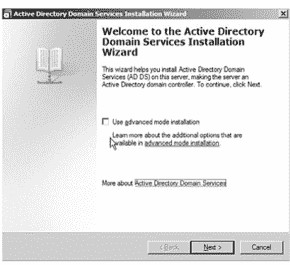 Active Directory Domain Services Installation Wizard
Welcome to the Active Directory
Domain Services Installation
Wizard
This wizard helps you install Active Directory Domain
Services (AD DS) on this server, making the server an
Active Directory domain controller. To continue, click Next.
Use advanced mode installation
Learn more about the additional options that are
available in advanced mode installation.
More about Active Directory Domain Services
< Back
Next >
Cancel